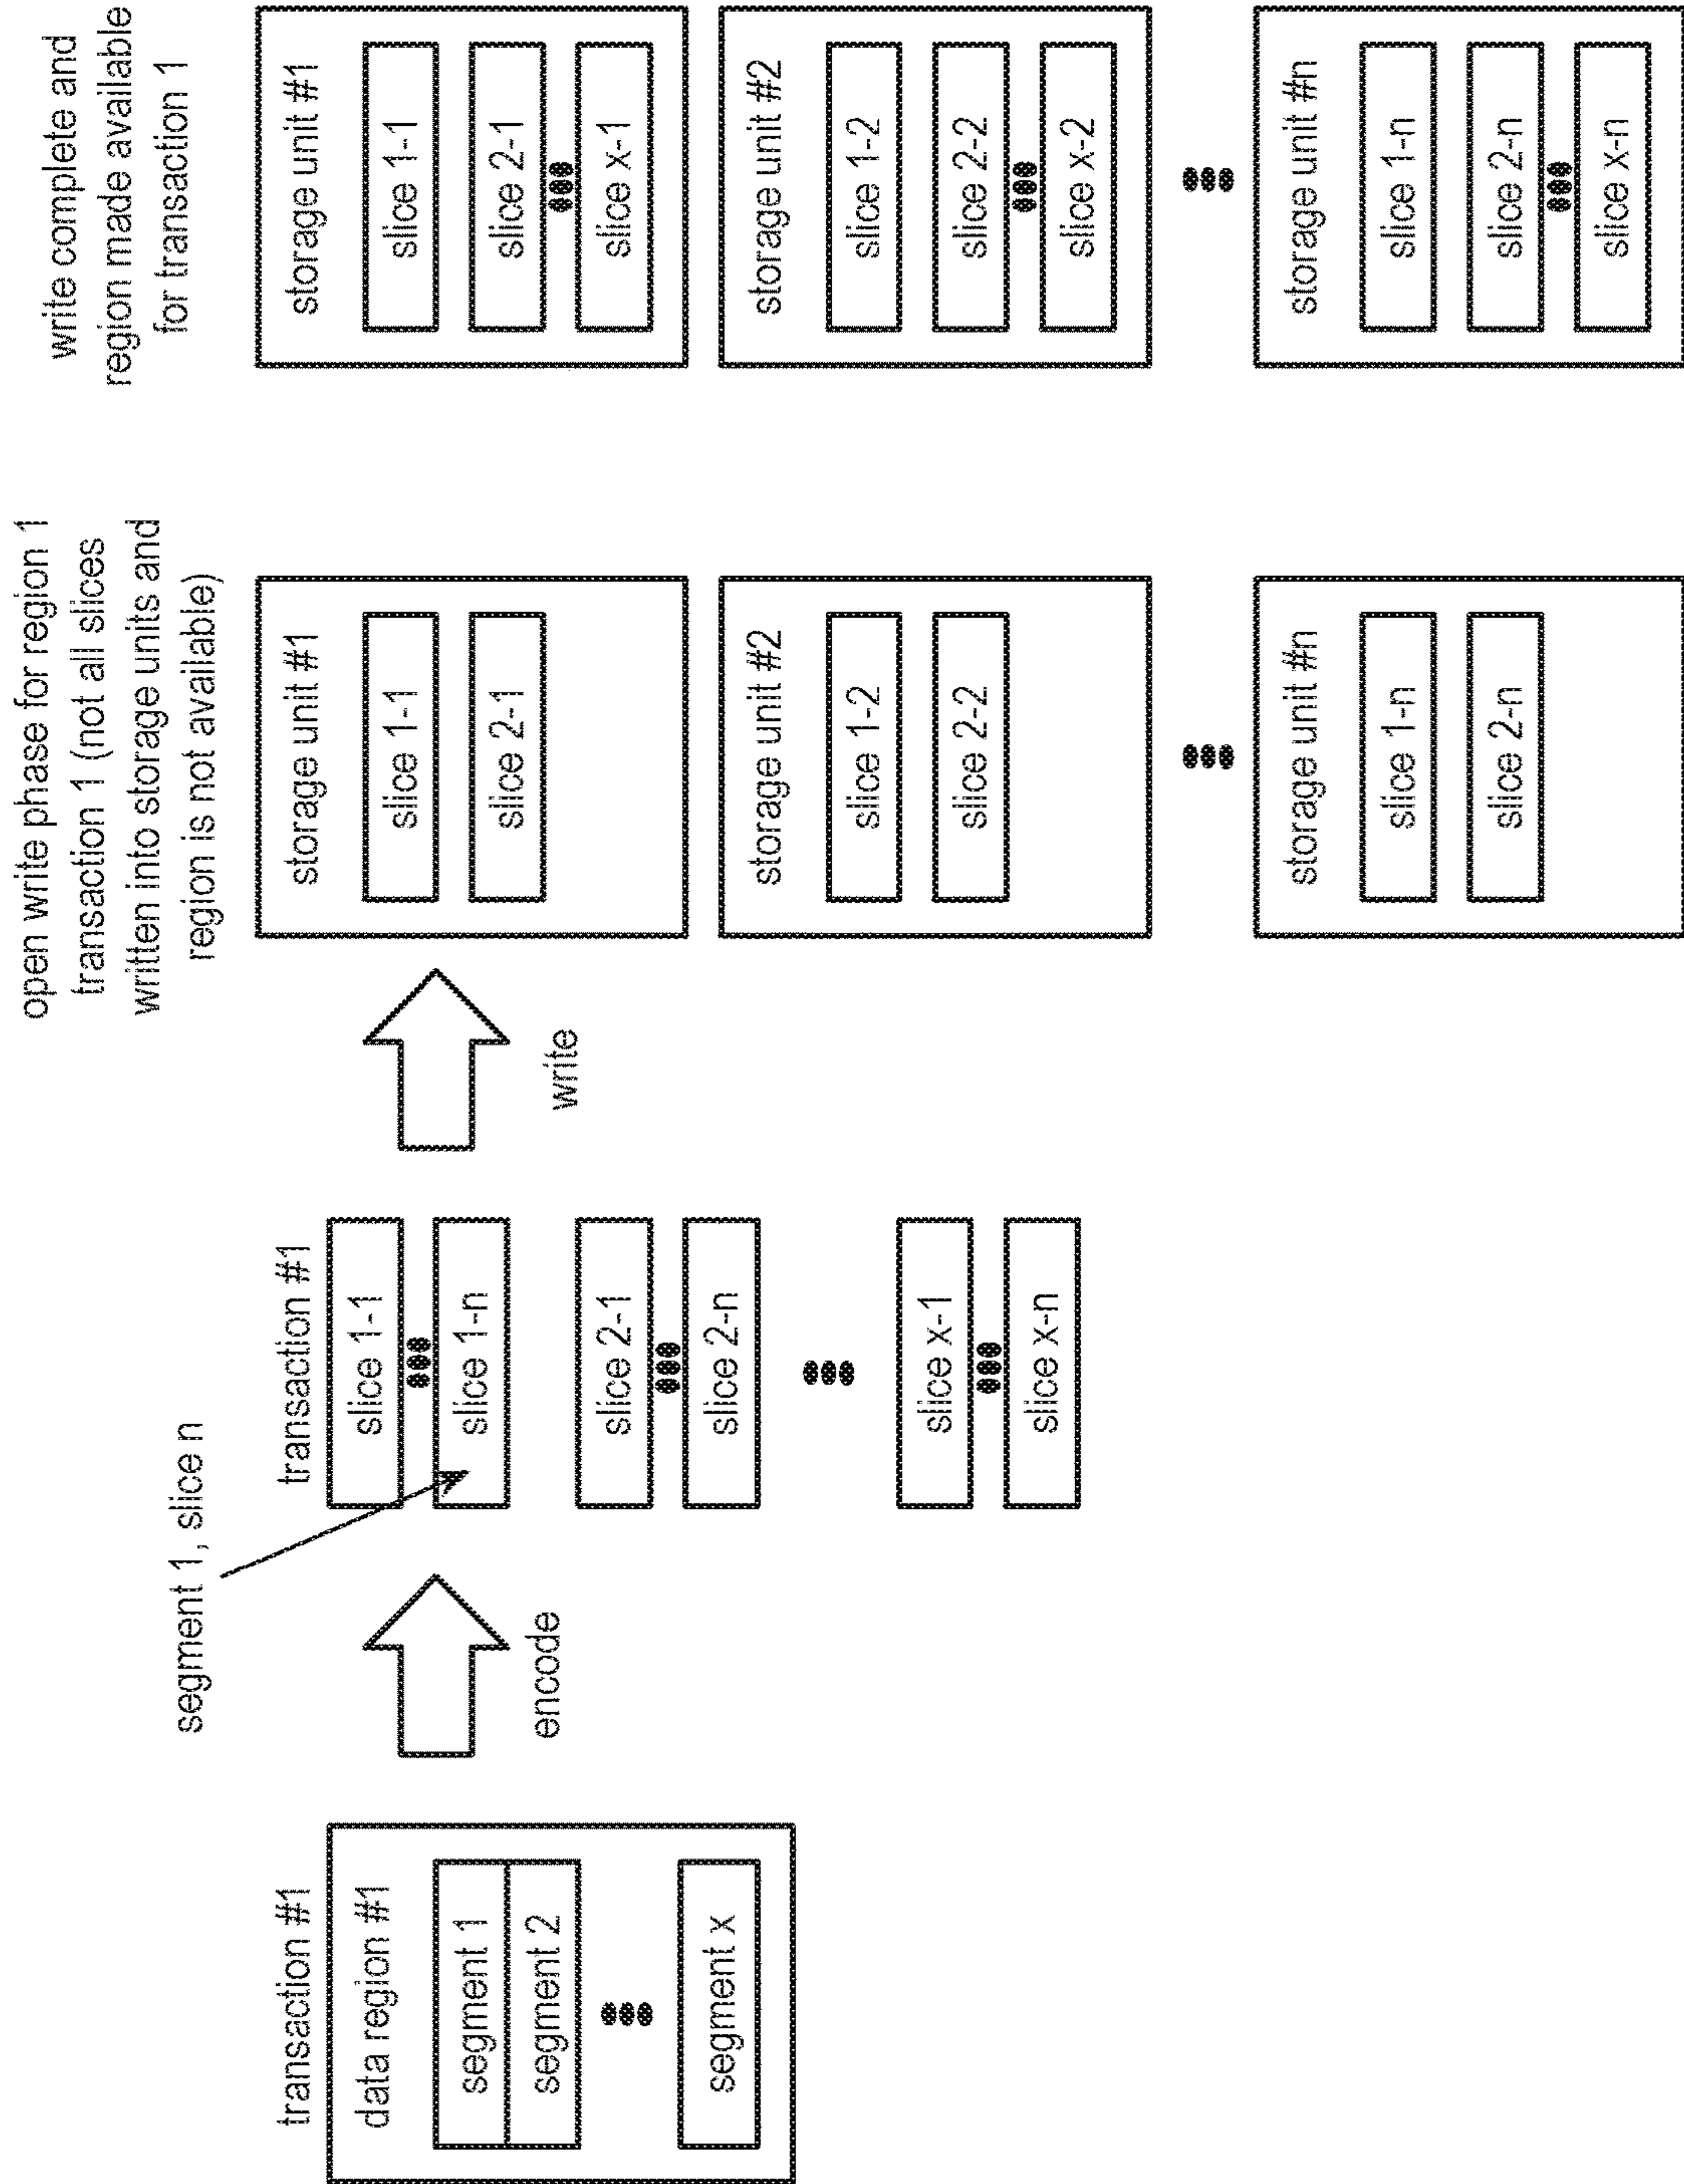 transaction #1
data region #1
segment 1
segment 2
segment x
encode
segment 1, slice n
transaction #1
slice 1-1
slice 1-n
slice 2-1
slice 2-n
slice x-1
slice x-n
write
open write phase for region 1
transaction 1 (not all slices
written into storage units and
region is not available)
storage unit #1
slice 1-1
slice 2-1
storage unit #2
slice 1-2
slice 2-2
storage unit #n
slice 1-n
slice 2-n
write complete and
region made available
for transaction 1
storage unit #1
slice 1-1
slice 2-1
slice x-1
storage unit #2
slice 1-2
slice 2-2
slice x-2
storage unit #n
slice 1-n
slice 2-n
slice x-n